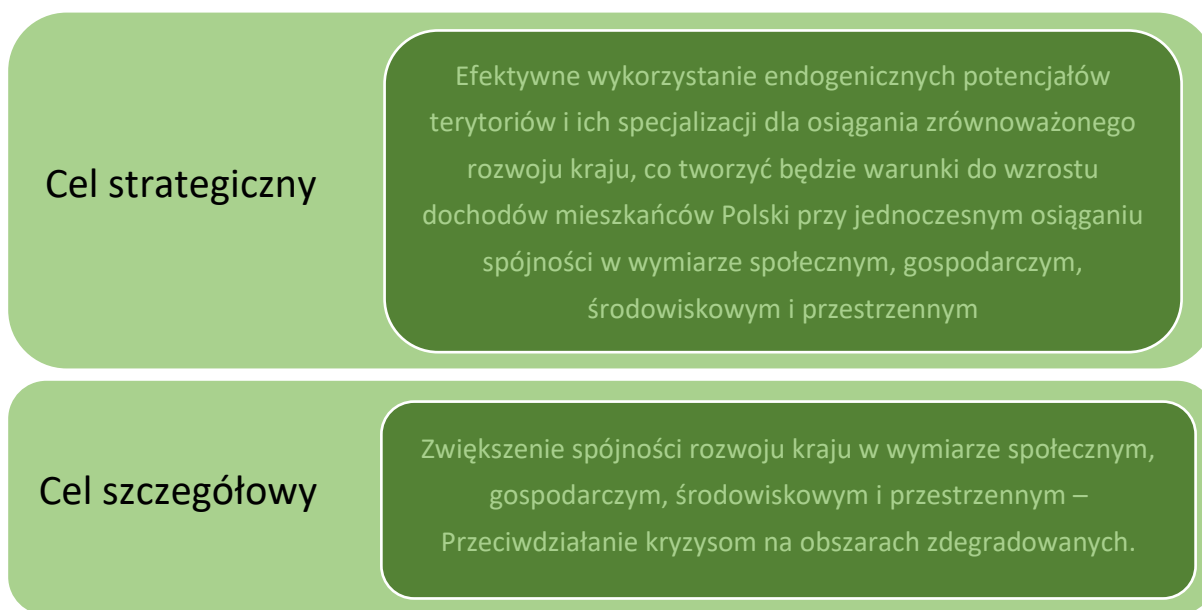 Cel strategiczny
Efektywne wykorzystanie endogenicznych potencjałów
terytoriów i ich specjalizacji dla osiągania zrównoważonego
rozwoju kraju, co tworzyć będzie warunki do wzrostu
dochodów mieszkańców Polski przy jednoczesnym osiąganiu
spójności w wymiarze społecznym, gospodarczym,
środowiskowym i przestrzennym
Cel szczegółowy
Zwiększenie spójności rozwoju kraju w wymiarze społecznym,
gospodarczym, środowiskowym i przestrzennym –
Przeciwdziałanie kryzysom na obszarach zdegradowanych.